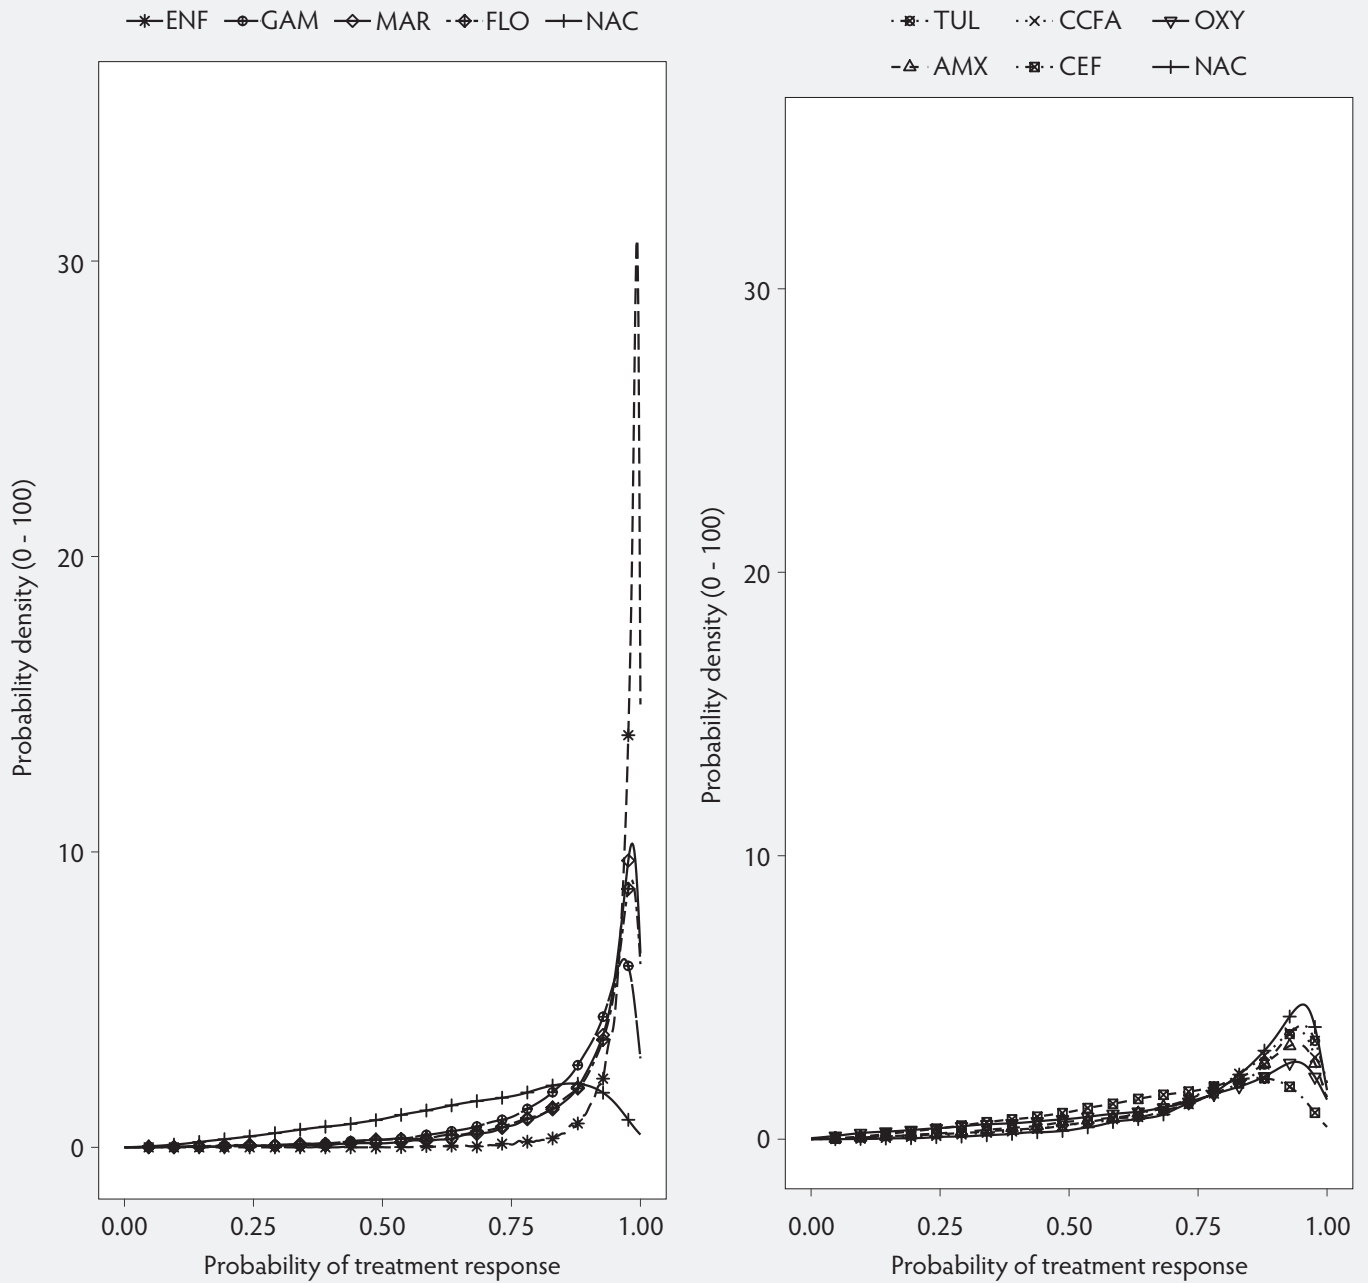 ENF GAM MAR FLO NAC
Probability density (0 - 100)
30
20
10
0
0.00 0.25 0.50 0.75 1.00
Probability of treatment response
TUL CCFA OXY
AMX CEF NAC
Probability density (0 - 100)
30
20
10
0
0.00 0.25 0.50 0.75 1.00
Probability of treatment response